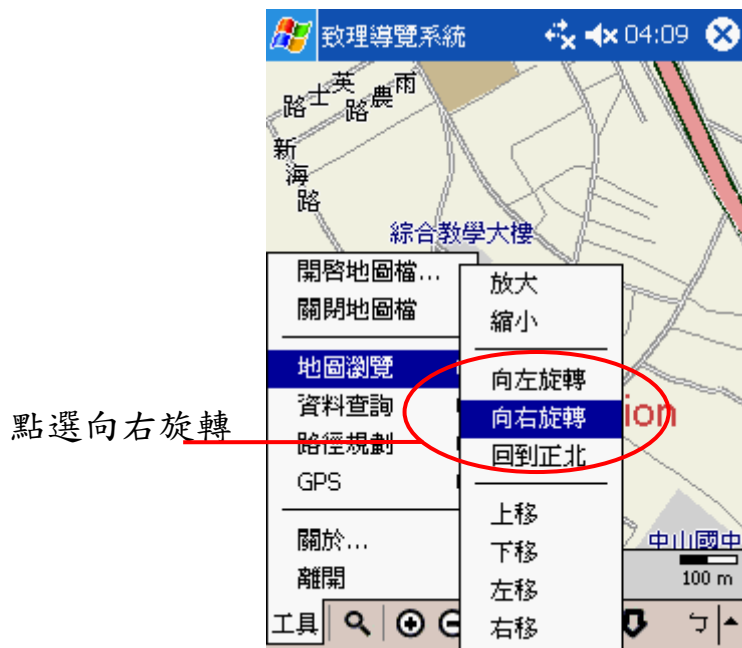 致理導覽系統 04:09
路士英路農雨
新海路
綜合教學大樓
開啓地圖檔...
關閉地圖檔
地圖瀏覽
資料查詢
路徑規劃
GPS
關於...
離開
放大
縮小
向左旋轉
向右旋轉
回到正北
上移
下移
左移
右移
ion
點選向右旋轉
中山國中
100 m
工具
ㄅ